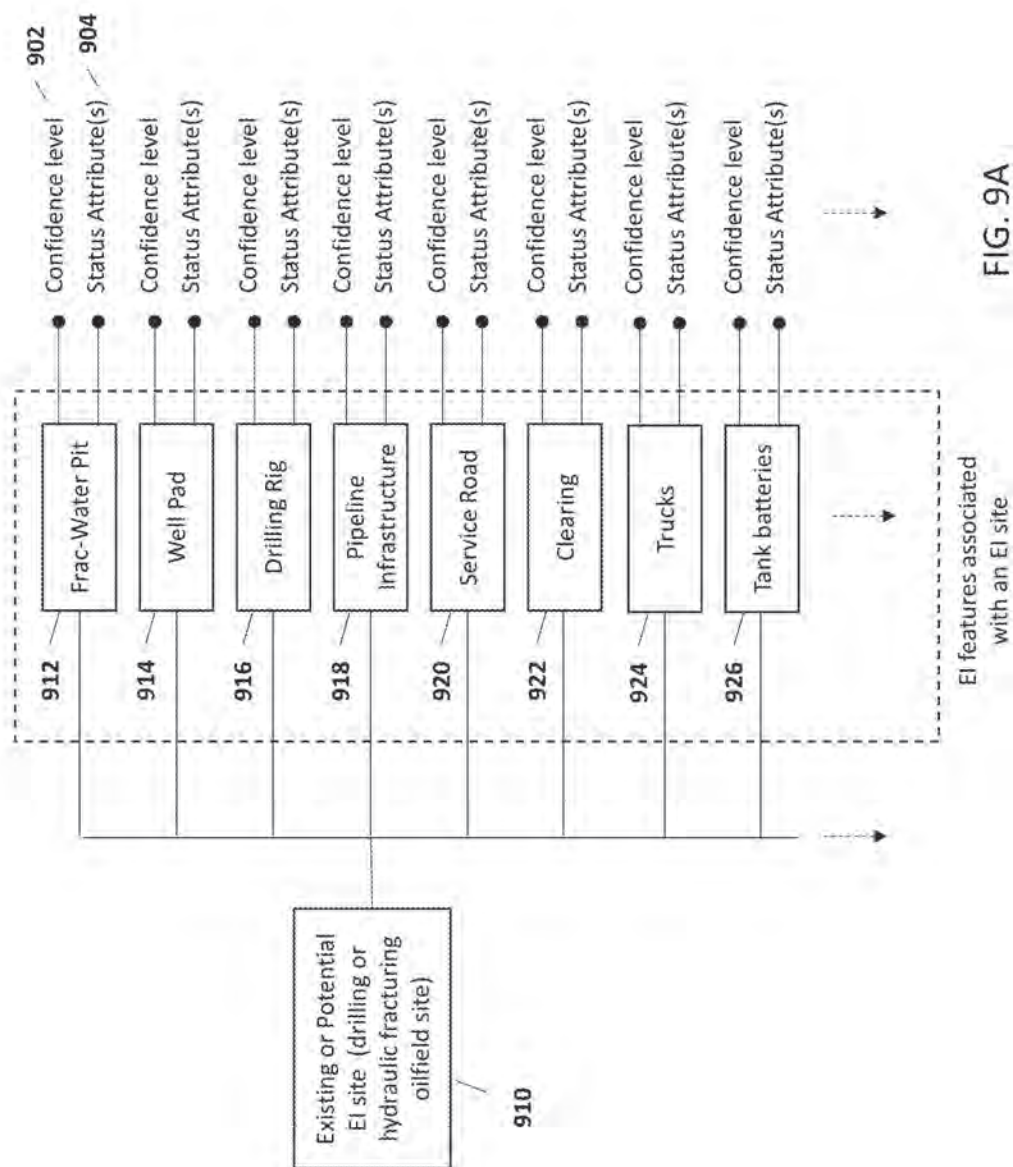 Existing or Potential
EI site (drilling or
hydraulic fracturing
oilfield site)
910
912
Frac-Water Pit
Confidence level
902
Status Attribute(s)
904
914
Well Pad
Confidence level
Status Attribute(s)
916
Drilling Rig
Confidence level
Status Attribute(s)
918
Pipeline
Infrastructure
Confidence level
Status Attribute(s)
920
Service Road
Confidence level
Status Attribute(s)
922
Clearing
Confidence level
Status Attribute(s)
924
Trucks
Confidence level
Status Attribute(s)
926
Tank batteries
Confidence level
Status Attribute(s)
EI features associated
with an EI site
FIG. 9A